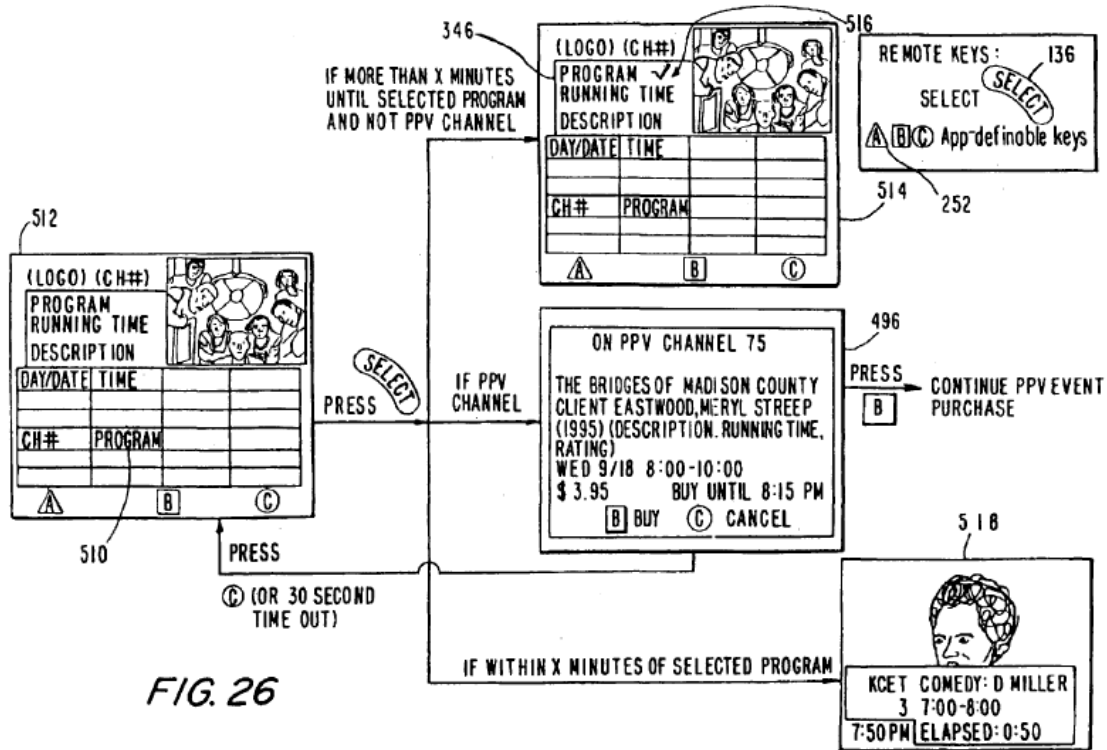 346
516
IF MORE THAN X MINUTES
UNTIL SELECTED PROGRAM
AND NOT PPV CHANNEL
(LOGO) (CH#)
PROGRAM ✓
RUNNING TIME
DESCRIPTION
DAY/DATE TIME
CH# PROGRAM
A B C
514
REMOTE KEYS:
136
SELECT SELECT
A B C App-definable keys
252
512
(LOGO) (CH#)
PROGRAM
RUNNING TIME
DESCRIPTION
DAY/DATE TIME
CH# PROGRAM
A B C
510
PRESS SELECT
IF PPV
CHANNEL
ON PPV CHANNEL 75
THE BRIDGES OF MADISON COUNTY
CLIENT EASTWOOD,MERYL STREEP
(1995) (DESCRIPTION. RUNNING TIME,
RATING)
WED 9/18 8:00-10:00
$ 3.95 BUY UNTIL 8:15 PM
B BUY C CANCEL
496
PRESS
B
CONTINUE PPV EVENT
PURCHASE
PRESS
C (OR 30 SECOND
TIME OUT)
518
IF WITHIN X MINUTES OF SELECTED PROGRAM
KCET COMEDY: D MILLER
3 7:00-8:00
7:50 PM ELAPSED: 0:50
FIG. 26